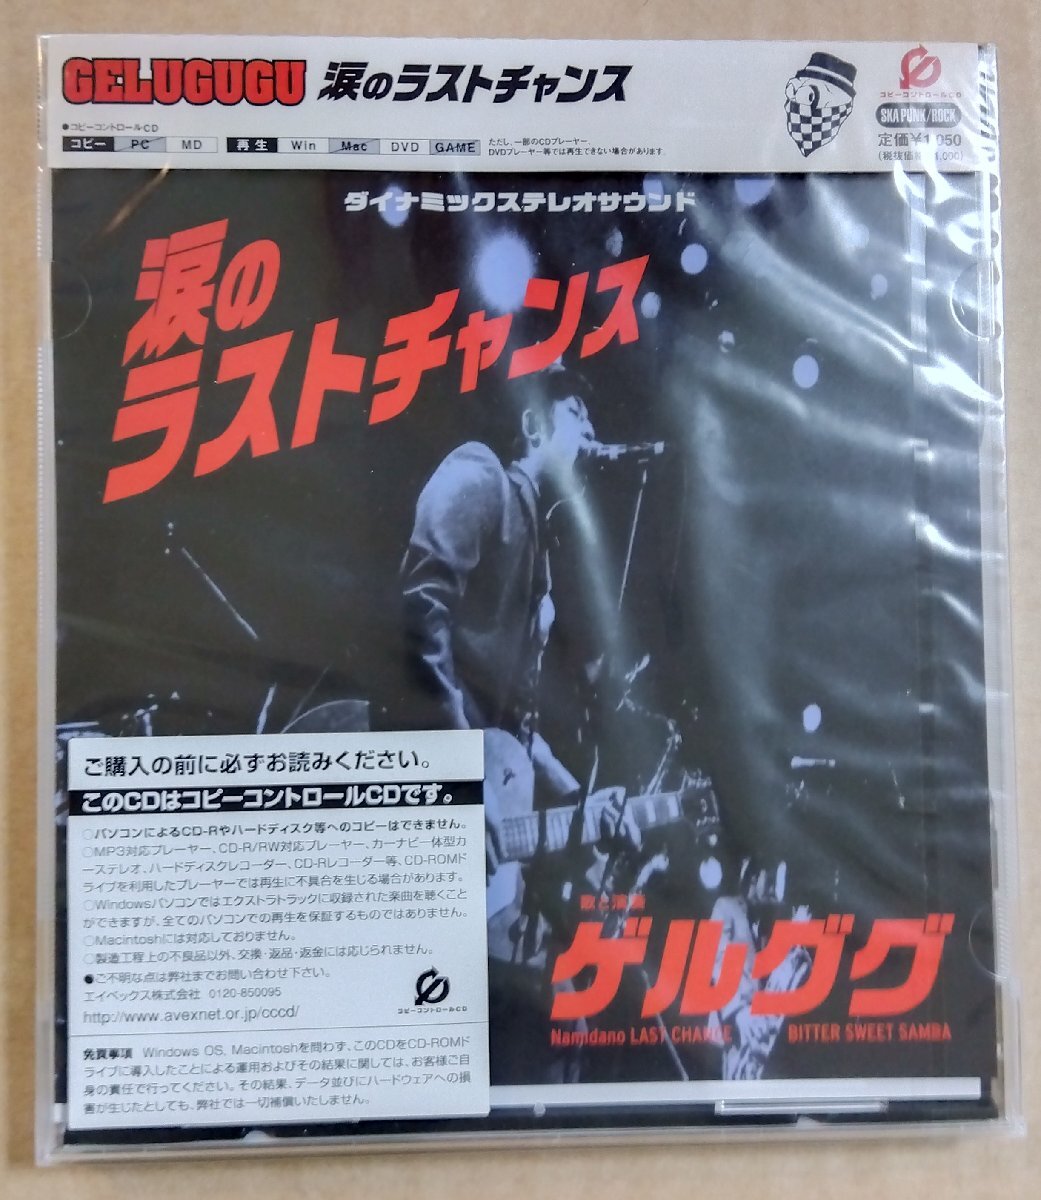 GELUGUGU 涙のラストチャンス
コピーコントロールCD
●コピーコントロールCD
SKA PUNK/ROCK
コピー PC MD 再生 Win Mac DVD GAME
ただし、一部のCDプレーヤー、
DVDプレーヤー等では再生できない場合があります。
定価¥1,050
(税抜価格 1,000)
ダイナミックステレオサウンド
涙の
ラストチャンス
ご購入の前に必ずお読みください。
このCDはコピーコントロールCDです。
○パソコンによるCD-Rやハードディスク等へのコピーはできません。
○MP3対応プレーヤー、CD-R/RW対応プレーヤー、カーナビ一体型カ
ーステレオ、ハードディスクレコーダー、CD-Rレコーダー等、CD-ROMド
ライブを利用したプレーヤーでは再生に不具合を生じる場合があります。
○Windowsパソコンではエクストラトラックに収録された楽曲を聴くこと
ができますが、全てのパソコンでの再生を保証するものではありません。
○Macintoshには対応しておりません。
○製造工程上の不良品以外、交換・返品・返金には応じられません。
●ご不明な点は弊社までお問い合わせ下さい。
エイベックス株式会社 0120-850095
http://www.avexnet.or.jp/cccd/
コピーコントロールCD
免責事項 Windows OS, Macintoshを問わず、このCDをCD-ROMド
ライブに導入したことによる運用およびその結果に関しては、お客様ご自
身の責任で行ってください。その結果、データ並びにハードウェアへの損
害が生じたとしても、弊社では一切補償いたしません。
歌と演奏
ゲルググ
Namidano LAST CHANCE BITTER SWEET SAMBA